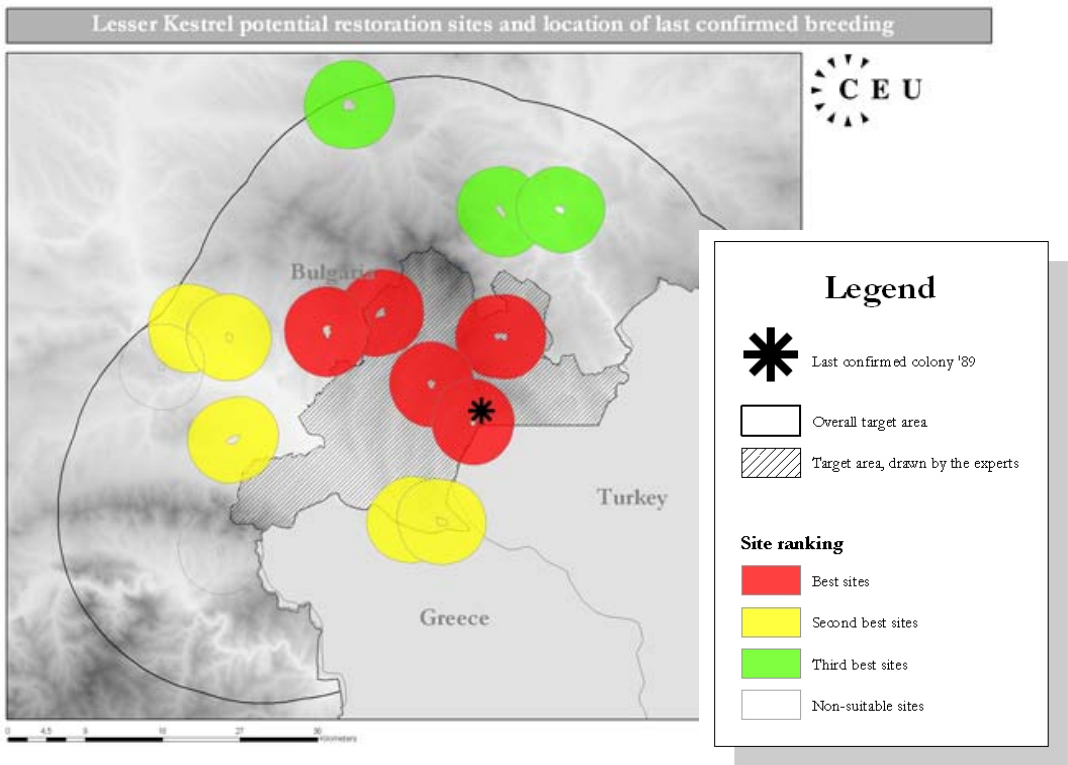 Lesser Kestrel potential restoration sites and location of last confirmed breeding
C E U
Bulgaria
Turkey
Greece
0 4,5 9 18 27 36
Kilometers
Legend
Last confirmed colony '89
Overall target area
Target area, drawn by the experts
Site ranking
Best sites
Second best sites
Third best sites
Non-suitable sites